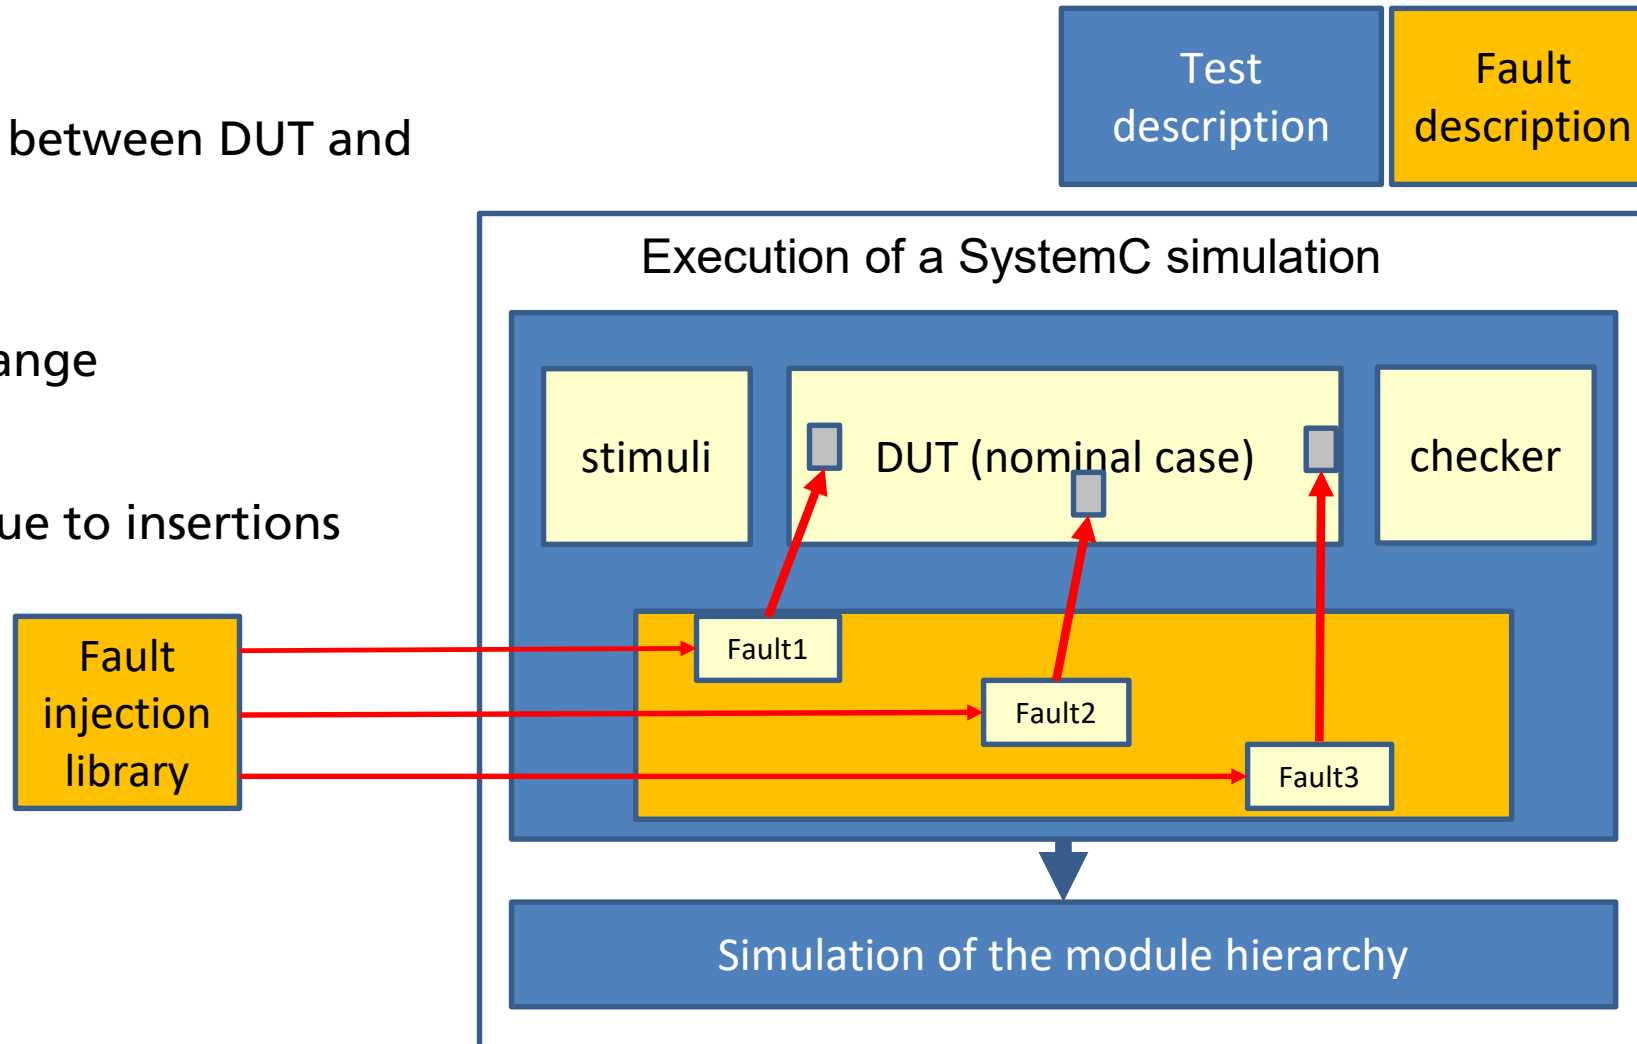 between DUT and
ange
ue to insertions
Test
description
Fault
description
Execution of a SystemC simulation
stimuli
DUT (nominal case)
checker
Fault
injection
library
Fault1
Fault2
Fault3
Simulation of the module hierarchy